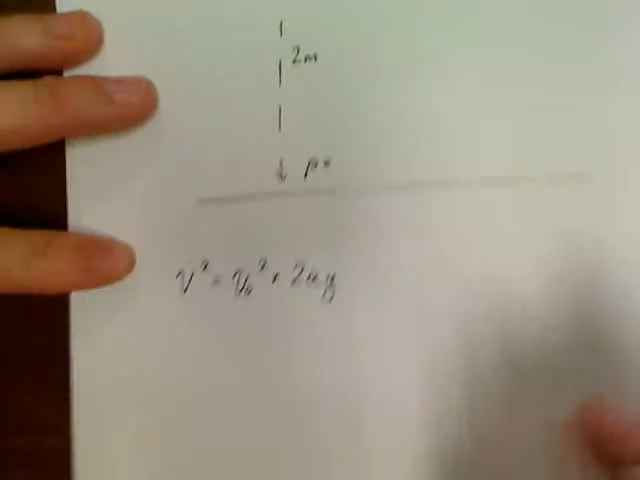 2m
v² = v₀² + 2ay